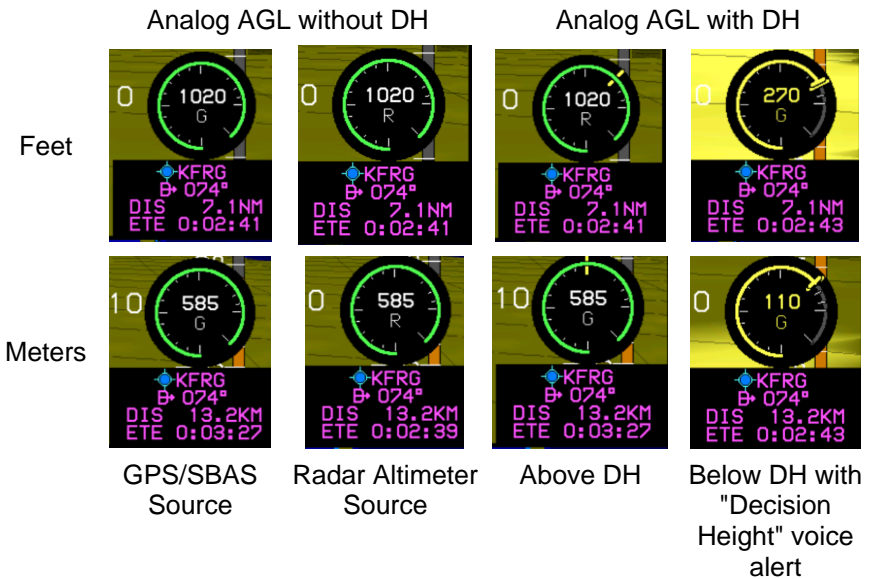 Analog AGL without DH
Analog AGL with DH
Feet
0
1020
G
KFRG
074°
DIS 7.1NM
ETE 0:02:41
0
1020
R
KFRG
074°
DIS 7.1NM
ETE 0:02:41
0
1020
R
KFRG
074°
DIS 7.1NM
ETE 0:02:41
0
270
G
KFRG
074°
DIS 7.1NM
ETE 0:02:43
Meters
10
585
G
KFRG
074°
DIS 13.2KM
ETE 0:03:27
0
585
R
KFRG
074°
DIS 13.2KM
ETE 0:02:39
10
585
G
KFRG
074°
DIS 13.2KM
ETE 0:03:27
0
110
G
KFRG
074°
DIS 13.2KM
ETE 0:02:43
GPS/SBAS
Source
Radar Altimeter
Source
Above DH
Below DH with
"Decision
Height" voice
alert